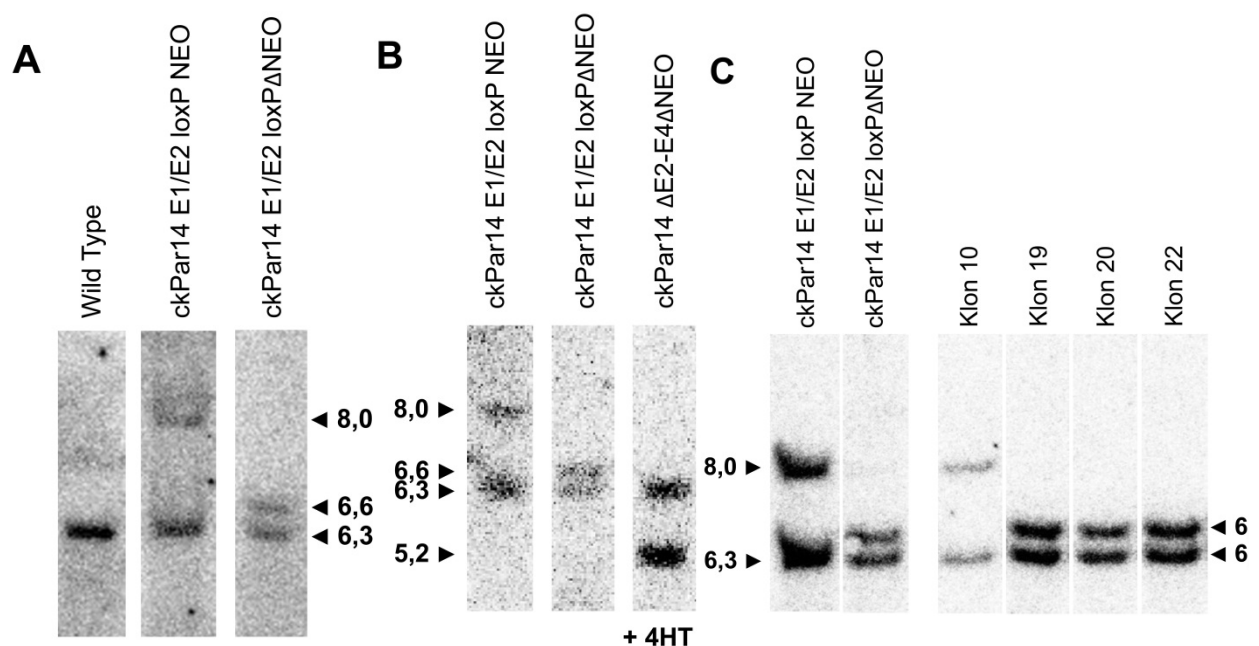 A
Wild Type
ckPar14 E1/E2 loxP NEO
ckPar14 E1/E2 loxPΔNEO
◄ 8,0
◄ 6,6
◄ 6,3
B
ckPar14 E1/E2 loxP NEO
ckPar14 E1/E2 loxPΔNEO
ckPar14 ΔE2-E4ΔNEO
8,0 ►
6,6 ►
6,3 ►
5,2 ►
+ 4HT
C
ckPar14 E1/E2 loxP NEO
ckPar14 E1/E2 loxPΔNEO
Klon 10
Klon 19
Klon 20
Klon 22
8,0 ►
6,3 ►
◄ 6
◄ 6